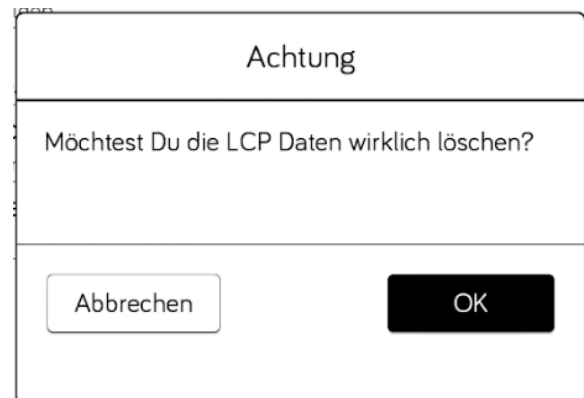 Achtung
Möchtest Du die LCP Daten wirklich löschen?
Abbrechen
OK